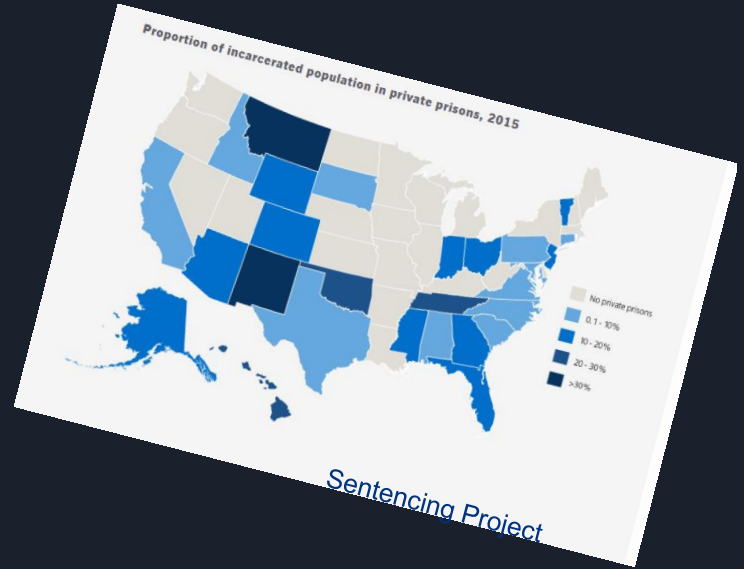 Proportion of incarcerated population in private prisons, 2015
No private prisons
0.1 - 10%
10 - 20%
20 - 30%
>30%
Sentencing Project